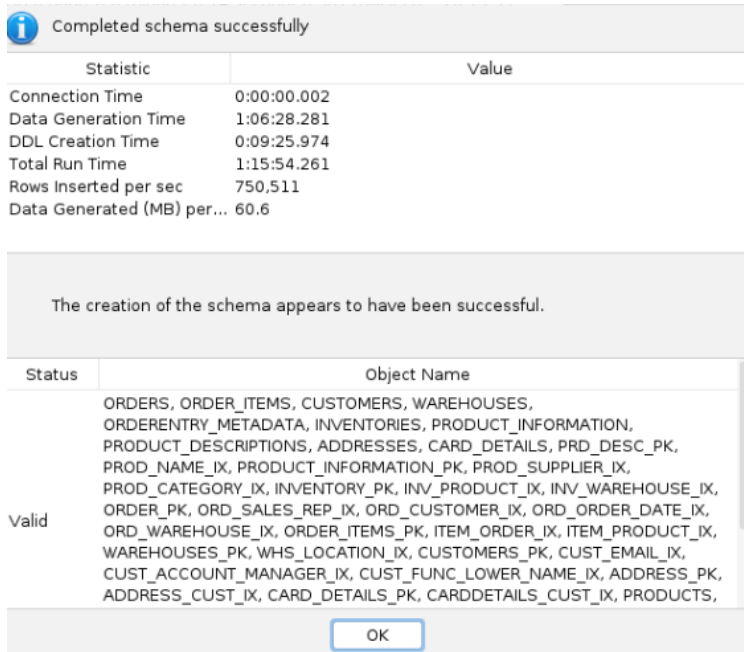 Completed schema successfully
Statistic Value
Connection Time 0:00:00.002
Data Generation Time 1:06:28.281
DDL Creation Time 0:09:25.974
Total Run Time 1:15:54.261
Rows Inserted per sec 750,511
Data Generated (MB) per... 60.6
The creation of the schema appears to have been successful.
Status Object Name
ORDERS, ORDER_ITEMS, CUSTOMERS, WAREHOUSES,
ORDERENTRY_METADATA, INVENTORIES, PRODUCT_INFORMATION,
PRODUCT_DESCRIPTIONS, ADDRESSES, CARD_DETAILS, PRD_DESC_PK,
PROD_NAME_IX, PRODUCT_INFORMATION_PK, PROD_SUPPLIER_IX,
PROD_CATEGORY_IX, INVENTORY_PK, INV_PRODUCT_IX, INV_WAREHOUSE_IX,
ORDER_PK, ORD_SALES_REP_IX, ORD_CUSTOMER_IX, ORD_ORDER_DATE_IX,
Valid ORD_WAREHOUSE_IX, ORDER_ITEMS_PK, ITEM_ORDER_IX, ITEM_PRODUCT_IX,
WAREHOUSES_PK, WHS_LOCATION_IX, CUSTOMERS_PK, CUST_EMAIL_IX,
CUST_ACCOUNT_MANAGER_IX, CUST_FUNC_LOWER_NAME_IX, ADDRESS_PK,
ADDRESS_CUST_IX, CARD_DETAILS_PK, CARDDETAILS_CUST_IX, PRODUCTS,
OK